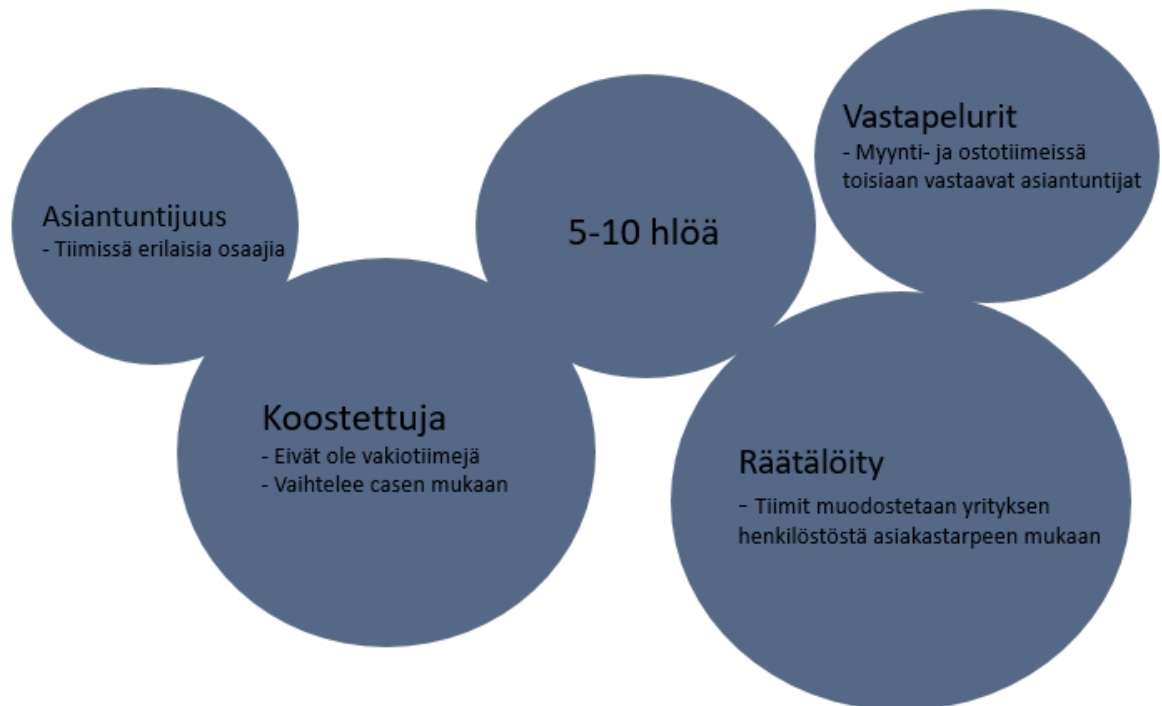 Asiantuntijuus
- Tiimissä erilaisia osaajia
Koostettuja
- Eivät ole vakiotiimejä
- Vaihtelee casen mukaan
5-10 hlöä
Vastapelurit
- Myynti- ja ostotiimeissä
toisiaan vastaavat asiantuntijat
Räätälöity
- Tiimit muodostetaan yrityksen
henkilöstöstä asiakastarpeen mukaan